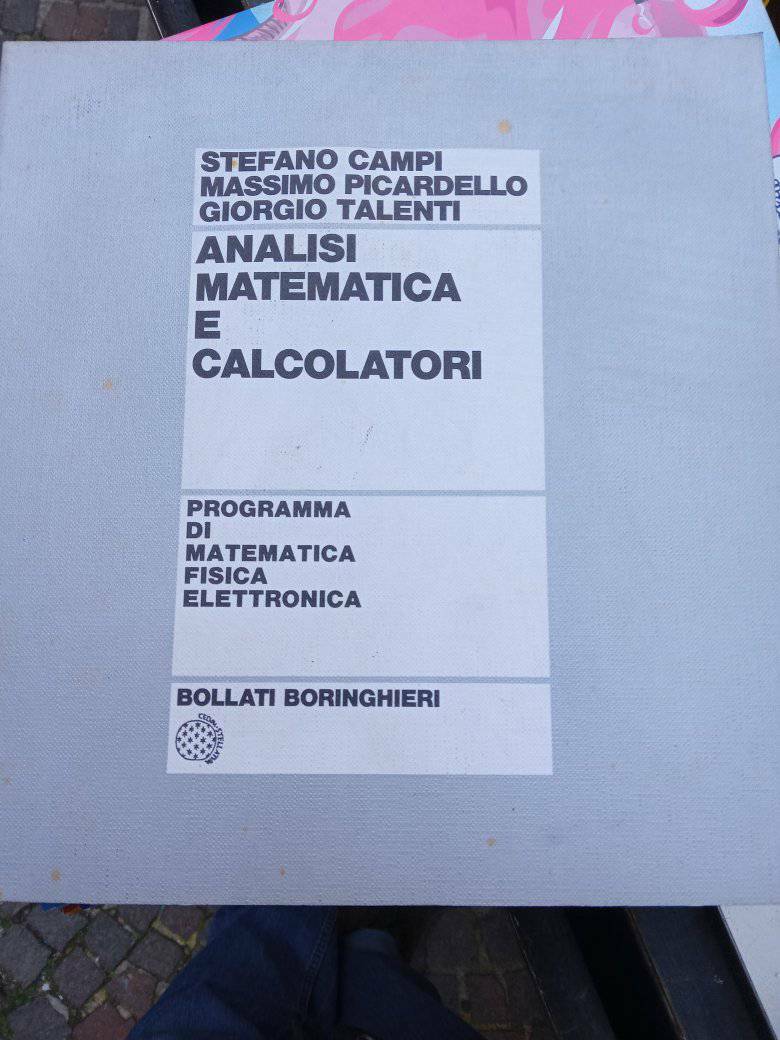 STEFANO CAMPI
MASSIMO PICARDELLO
GIORGIO TALENTI
ANALISI
MATEMATICA
E
CALCOLATORI
PROGRAMMA
DI
MATEMATICA
FISICA
ELETTRONICA
BOLLATI BORINGHIERI